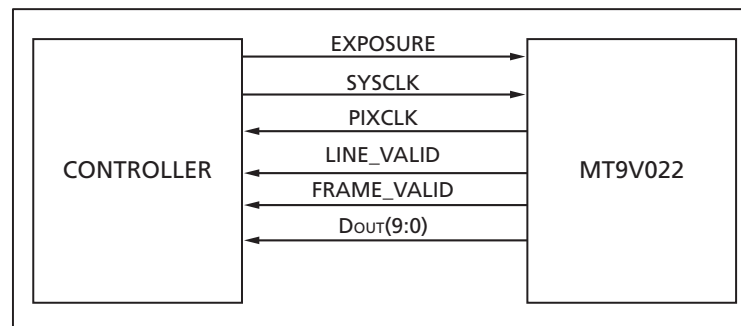 EXPOSURE
SYSCLK
PIXCLK
LINE_VALID
CONTROLLER
MT9V022
FRAME_VALID
DOUT(9:0)